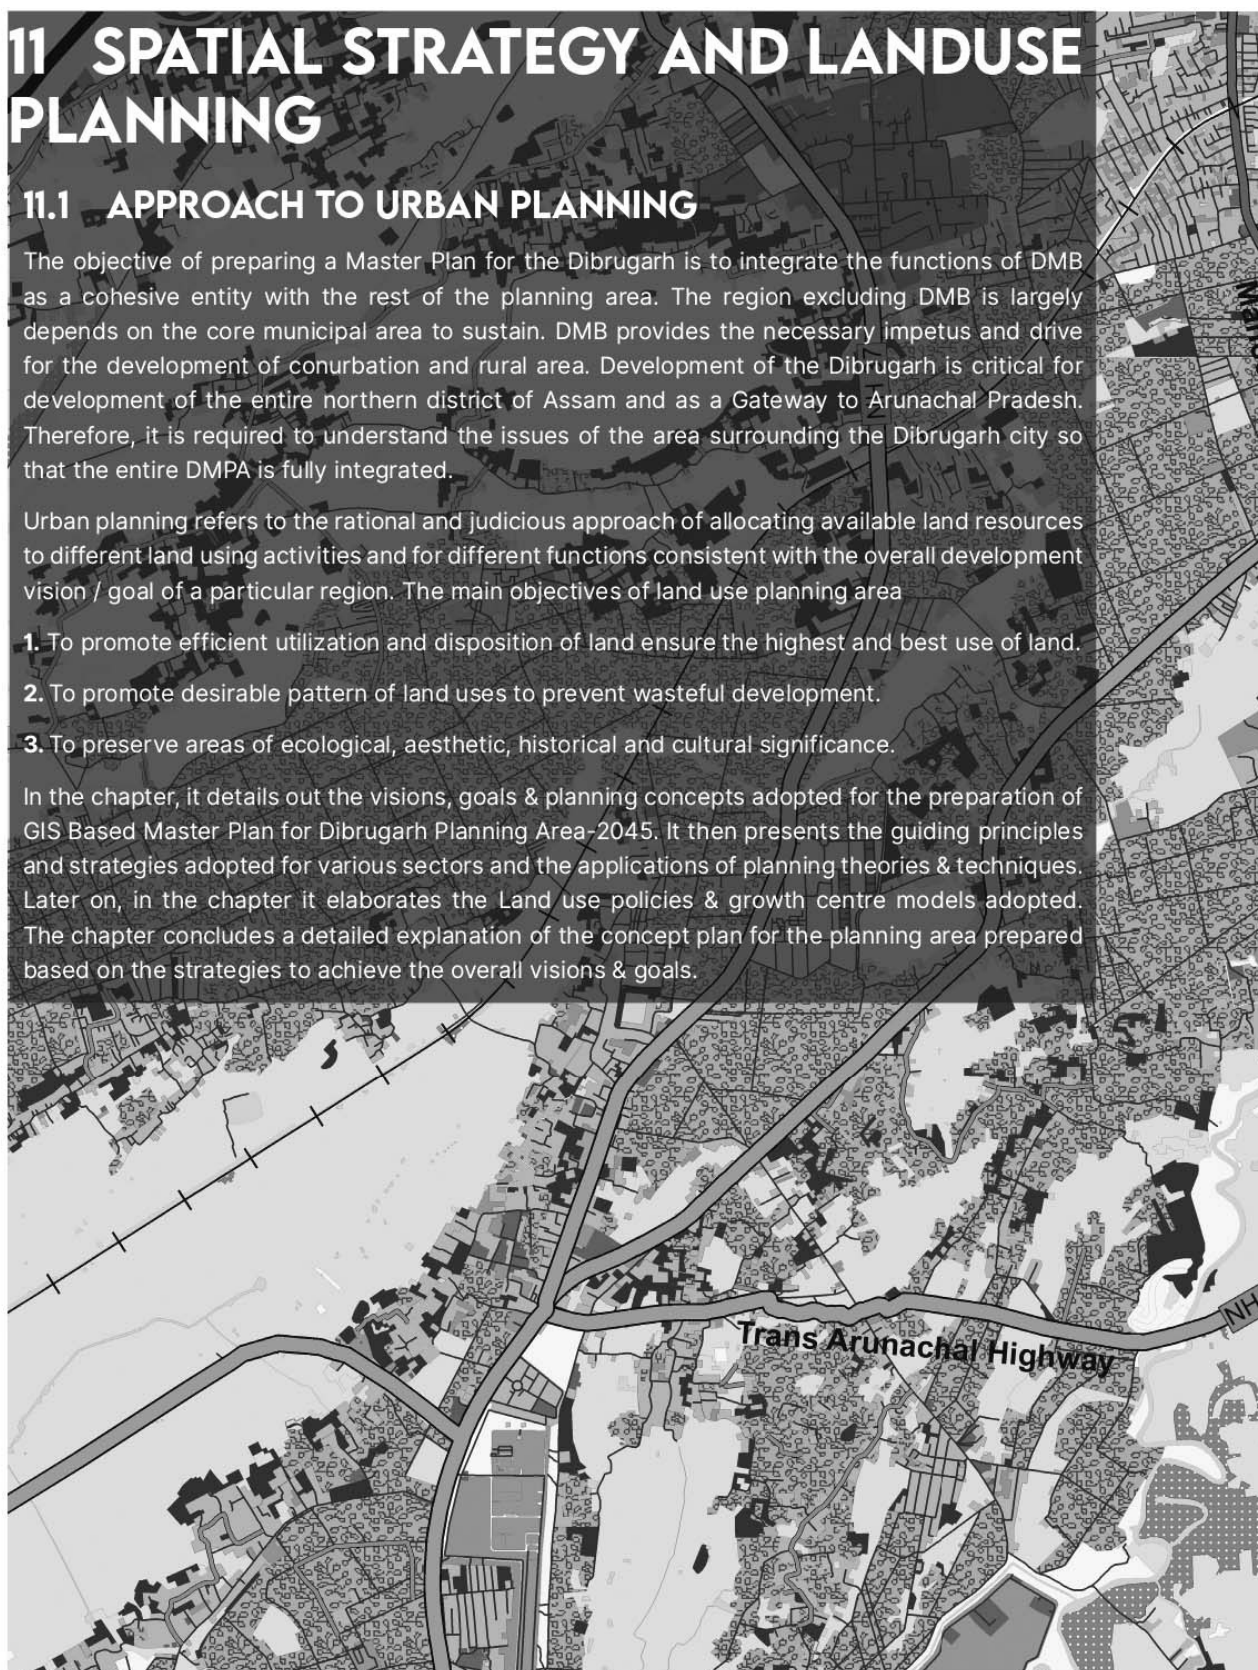 11 SPATIAL STRATEGY AND LANDUSE
PLANNING
11.1 APPROACH TO URBAN PLANNING
The objective of preparing a Master Plan for the Dibrugarh is to integrate the functions of DMB
as a cohesive entity with the rest of the planning area. The region excluding DMB is largely
depends on the core municipal area to sustain. DMB provides the necessary impetus and drive
for the development of conurbation and rural area. Development of the Dibrugarh is critical for
development of the entire northern district of Assam and as a Gateway to Arunachal Pradesh.
Therefore, it is required to understand the issues of the area surrounding the Dibrugarh city so
that the entire DMPA is fully integrated.
Urban planning refers to the rational and judicious approach of allocating available land resources
to different land using activities and for different functions consistent with the overall development
vision / goal of a particular region. The main objectives of land use planning area
1. To promote efficient utilization and disposition of land ensure the highest and best use of land.
2. To promote desirable pattern of land uses to prevent wasteful development.
3. To preserve areas of ecological, aesthetic, historical and cultural significance.
In the chapter, it details out the visions, goals & planning concepts adopted for the preparation of
GIS Based Master Plan for Dibrugarh Planning Area-2045. It then presents the guiding principles
and strategies adopted for various sectors and the applications of planning theories & techniques.
Later on, in the chapter it elaborates the Land use policies & growth centre models adopted.
The chapter concludes a detailed explanation of the concept plan for the planning area prepared
based on the strategies to achieve the overall visions & goals.
Trans Arunachal Highway